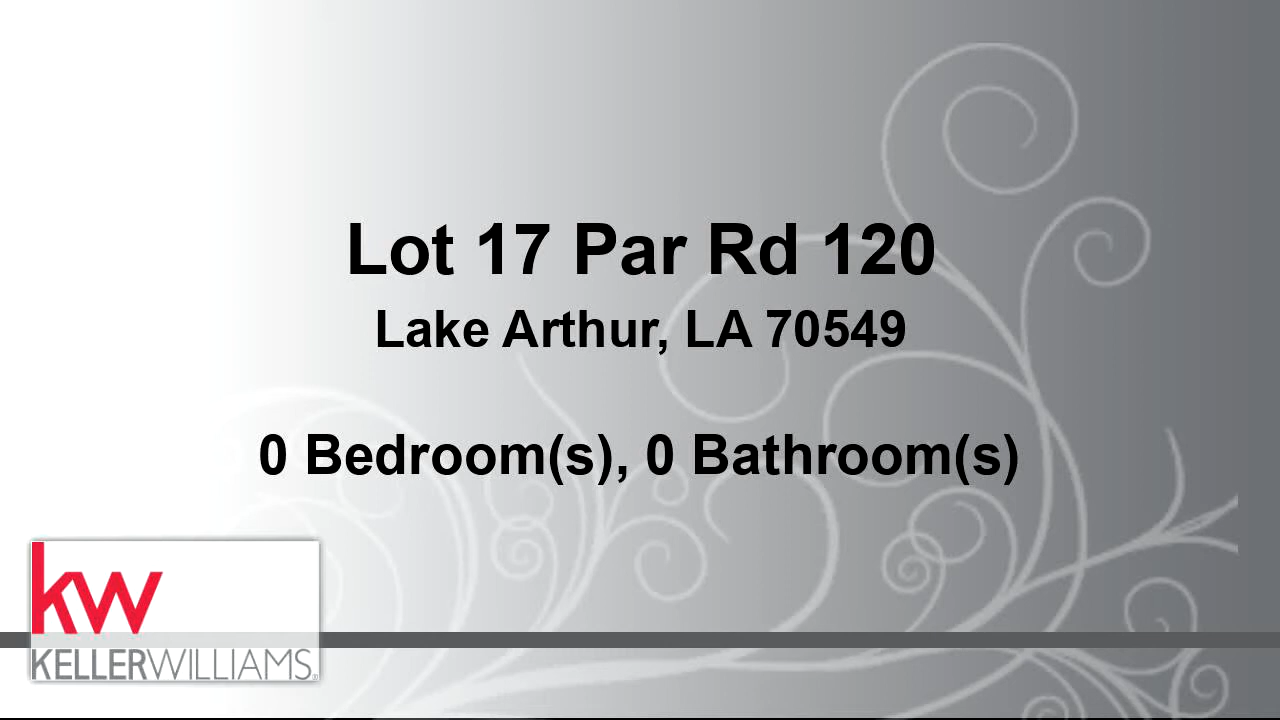 Lot 17 Par Rd 120
Lake Arthur, LA 70549
0 Bedroom(s), 0 Bathroom(s)
kw
KELLERWILLIAMS®